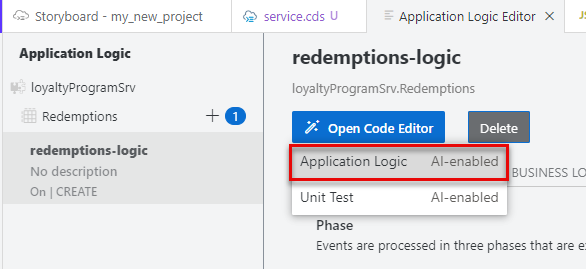 Storyboard - my_new_project
service.cds U
Application Logic Editor
JS
Application Logic
loyaltyProgramSrv
Redemptions
1
redemptions-logic
No description
On | CREATE
redemptions-logic
loyaltyProgramSrv.Redemptions
Open Code Editor
Delete
Application Logic AI-enabled
BUSINESS LO
Unit Test AI-enabled
Phase
Events are processed in three phases that are ex